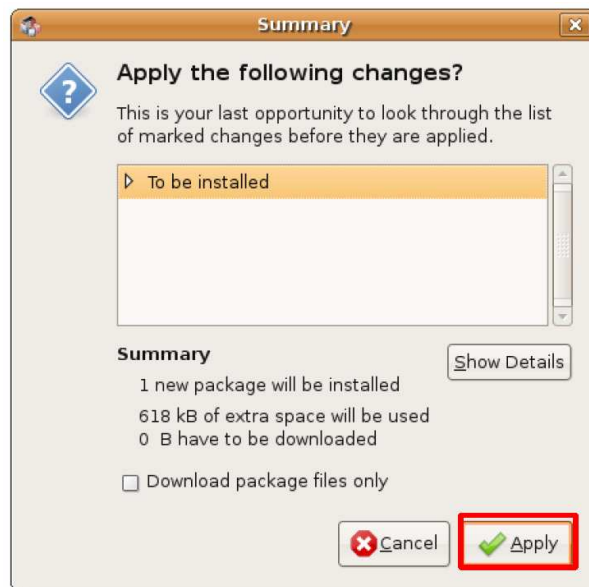 Summary
Apply the following changes?
This is your last opportunity to look through the list
of marked changes before they are applied.
To be installed
Summary
Show Details
1 new package will be installed
618 kB of extra space will be used
0 B have to be downloaded
Download package files only
Cancel
Apply